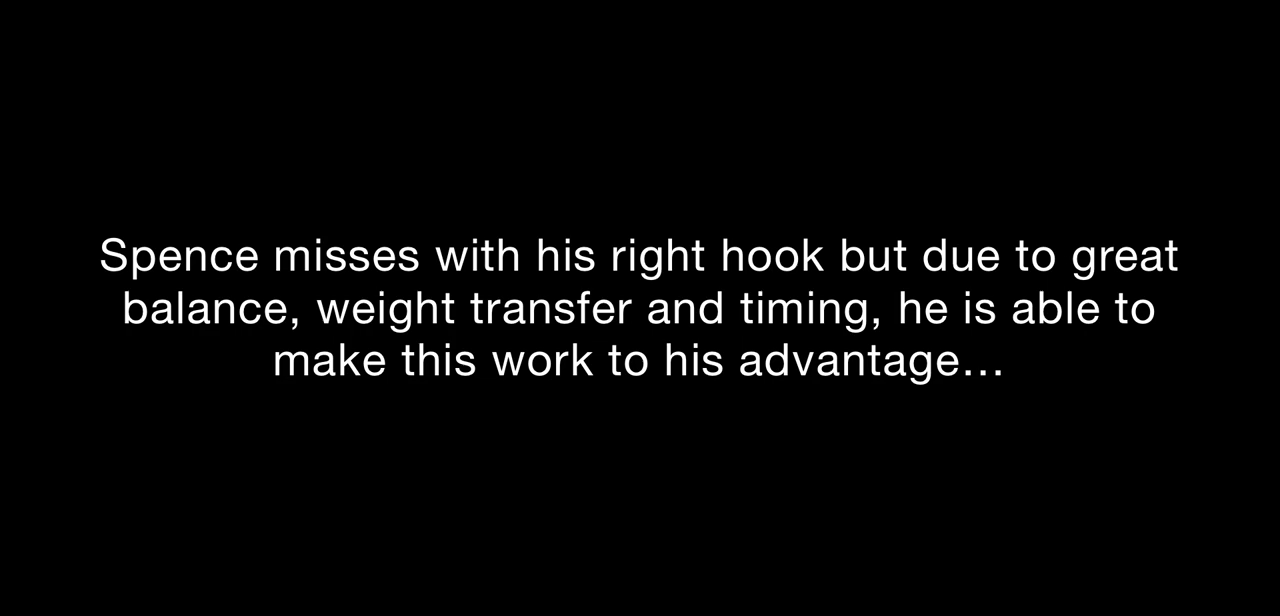 Spence misses with his right hook but due to great
balance, weight transfer and timing, he is able to
make this work to his advantage...